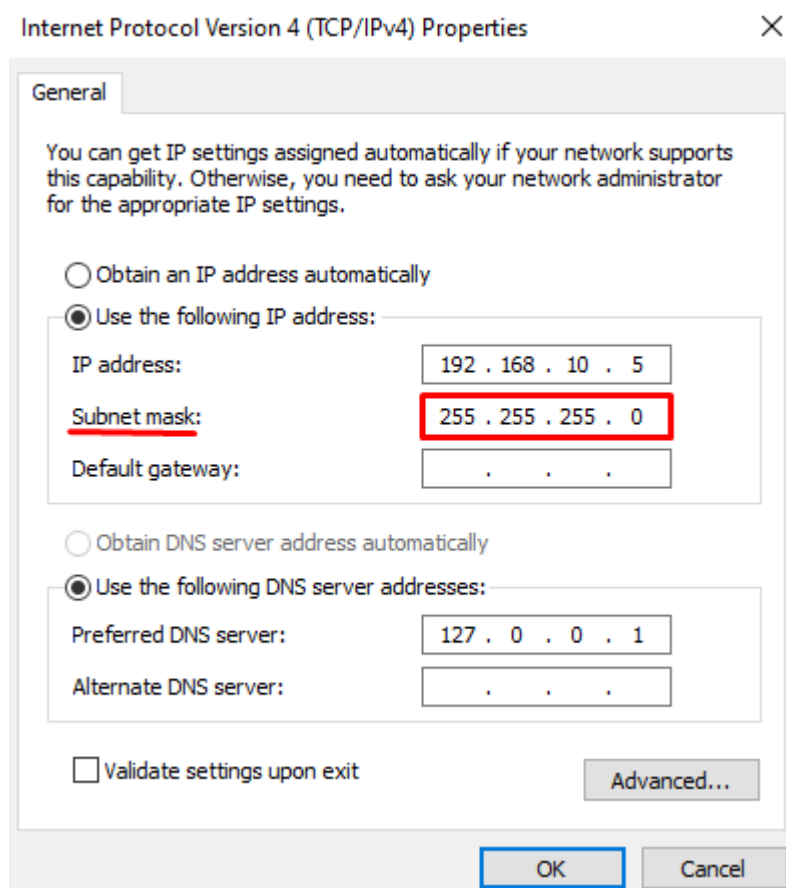 Internet Protocol Version 4 (TCP/IPv4) Properties
General
You can get IP settings assigned automatically if your network supports
this capability. Otherwise, you need to ask your network administrator
for the appropriate IP settings.
Obtain an IP address automatically
Use the following IP address:
IP address: 192 . 168 . 10 . 5
Subnet mask: 255 . 255 . 255 . 0
Default gateway: . . .
Obtain DNS server address automatically
Use the following DNS server addresses:
Preferred DNS server: 127 . 0 . 0 . 1
Alternate DNS server: . . .
Validate settings upon exit
Advanced...
OK Cancel